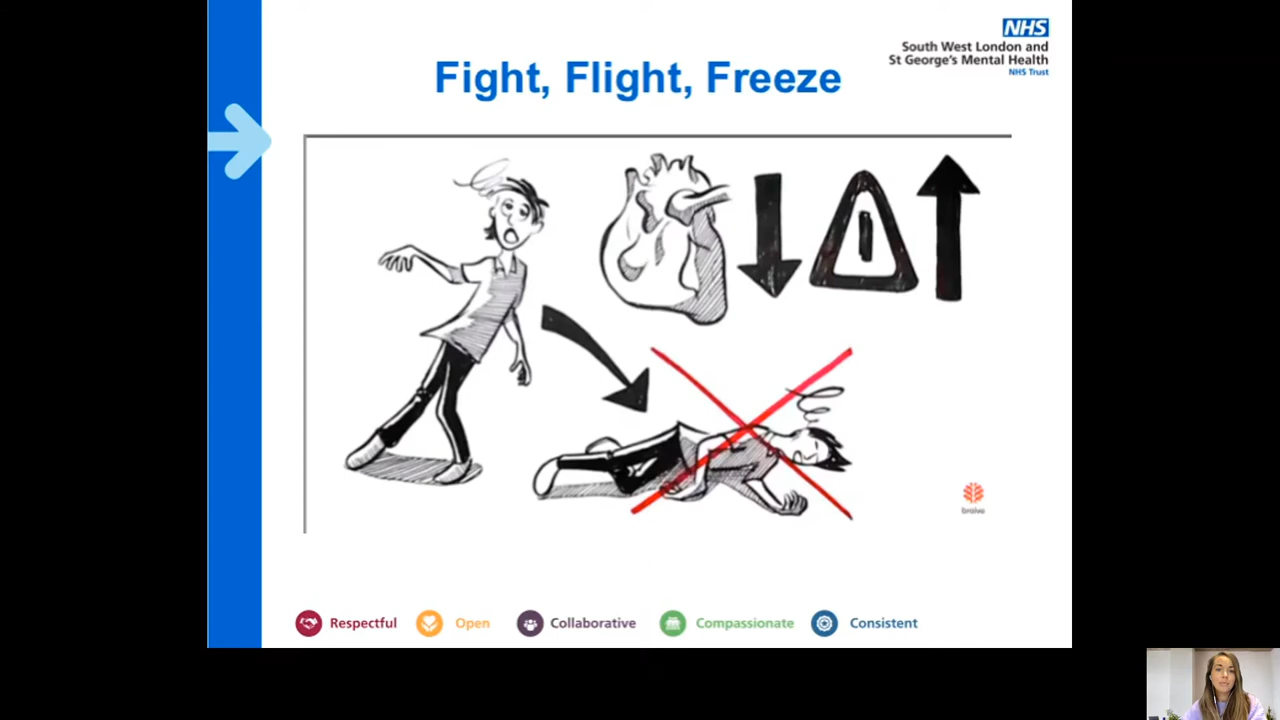 NHS
South West London and
St George's Mental Health
NHS Trust
Fight, Flight, Freeze
braive
Respectful
Open
Collaborative
Compassionate
Consistent